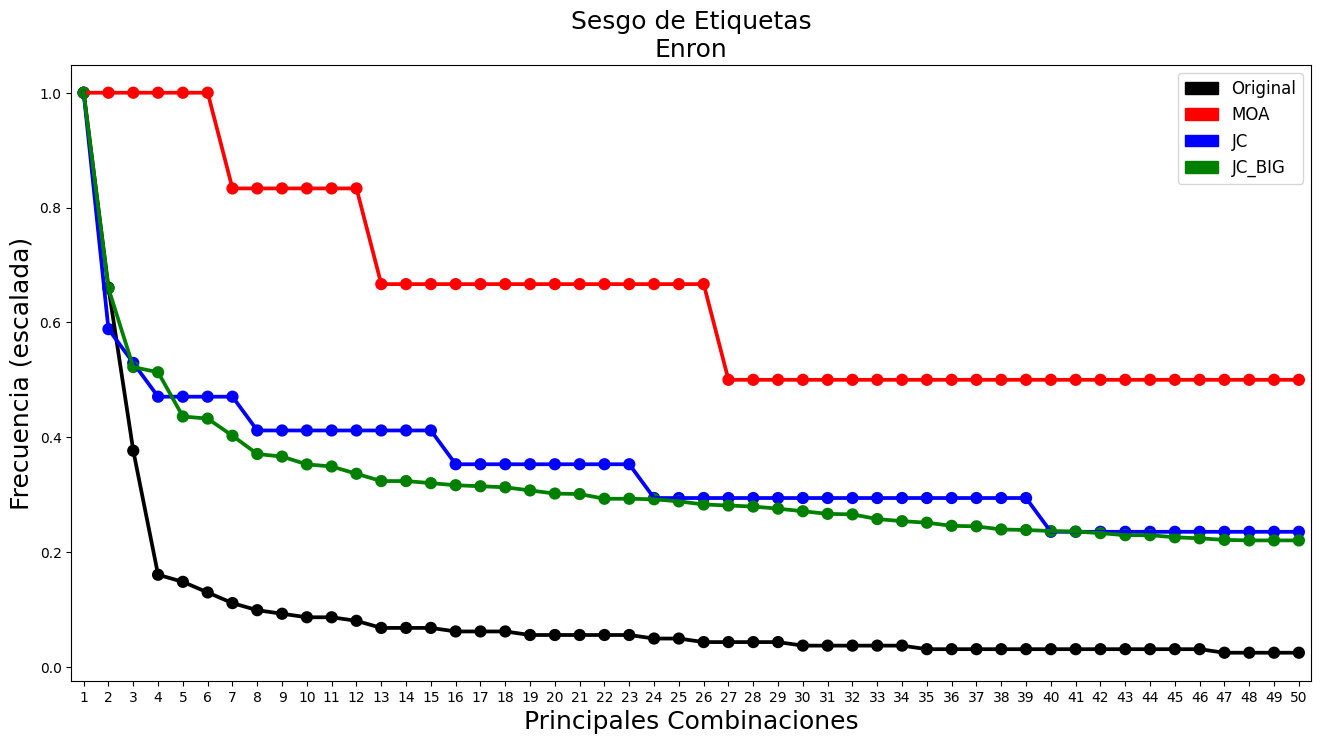 Sesgo de Etiquetas
Enron
Original
MOA
JC
JC_BIG
Frecuencia (escalada)
1.0
0.8
0.6
0.4
0.2
0.0
1 2 3 4 5 6 7 8 9 10 11 12 13 14 15 16 17 18 19 20 21 22 23 24 25 26 27 28 29 30 32 32 33 34 35 36 37 38 39 40 41 42 43 44 45 46 47 48 49 50
Principales Combinaciones